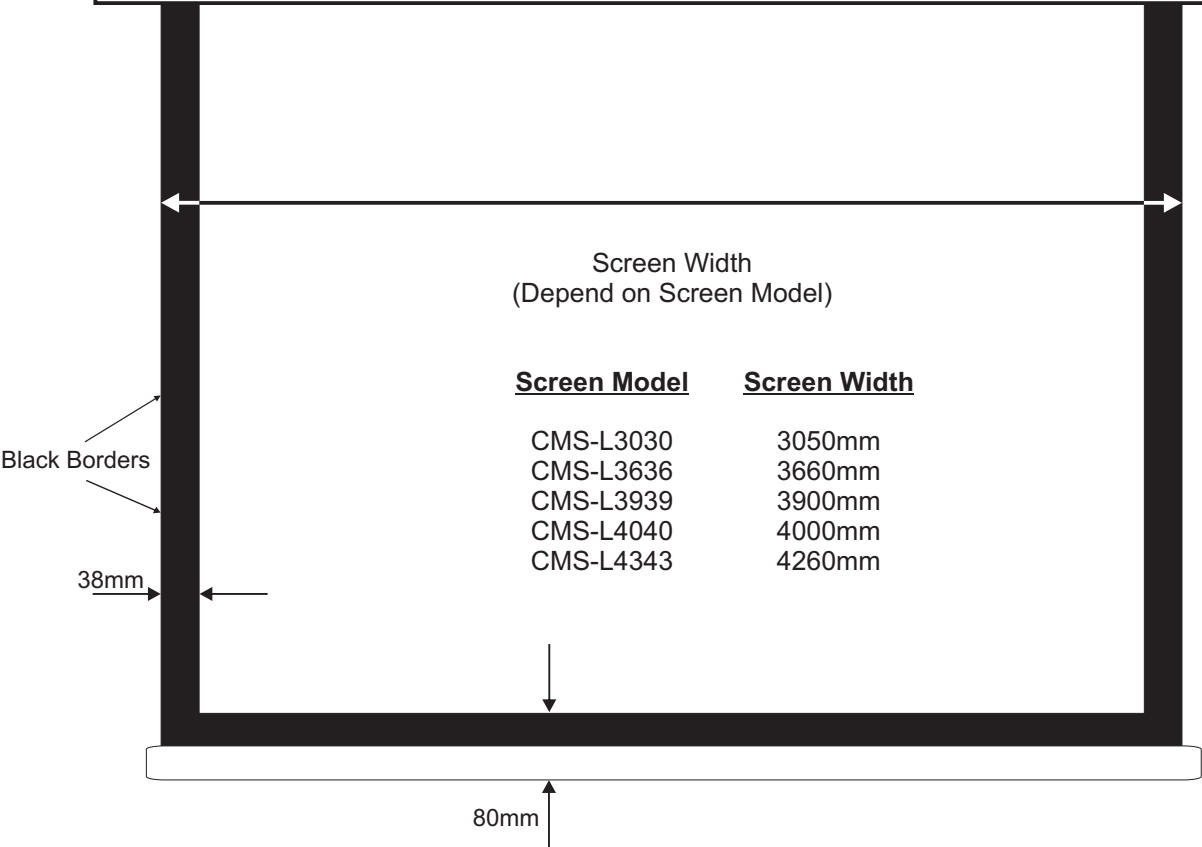 Screen Width
(Depend on Screen Model)
Screen Model Screen Width
CMS-L3030 3050mm
CMS-L3636 3660mm
CMS-L3939 3900mm
CMS-L4040 4000mm
CMS-L4343 4260mm
Black Borders
38mm
80mm